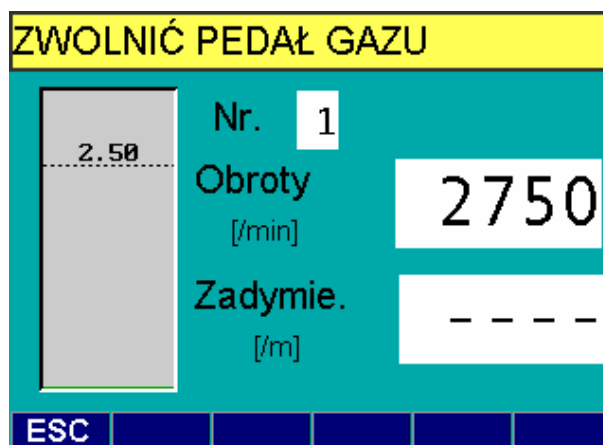 ZWOLNIĆ PEDAŁ GAZU
Nr. 1
2.50
Obroty 2750
[/min]
Zadymie. ----
[/m]
ESC